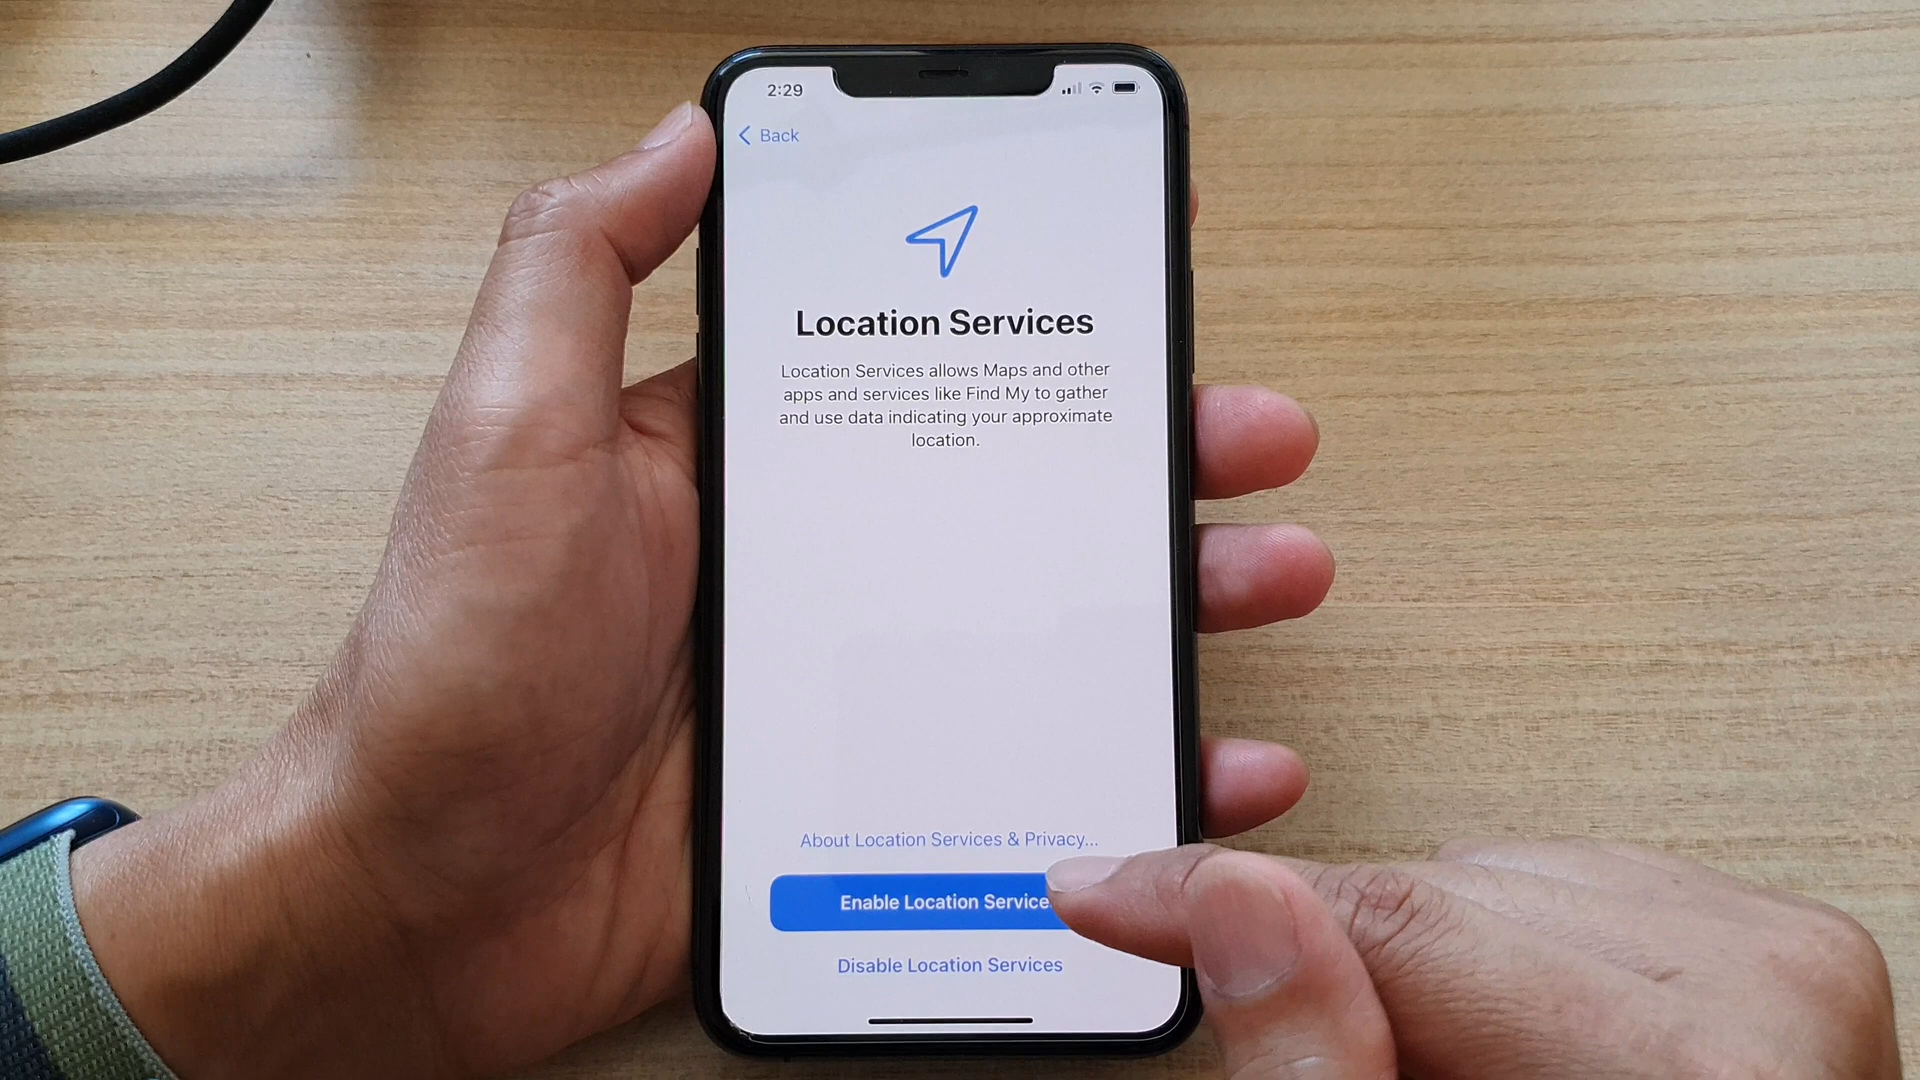 2:29
Back
Location Services
Location Services allows Maps and other
apps and services like Find My to gather
and use data indicating your approximate
location.
About Location Services & Privacy...
Enable Location Service
Disable Location Services